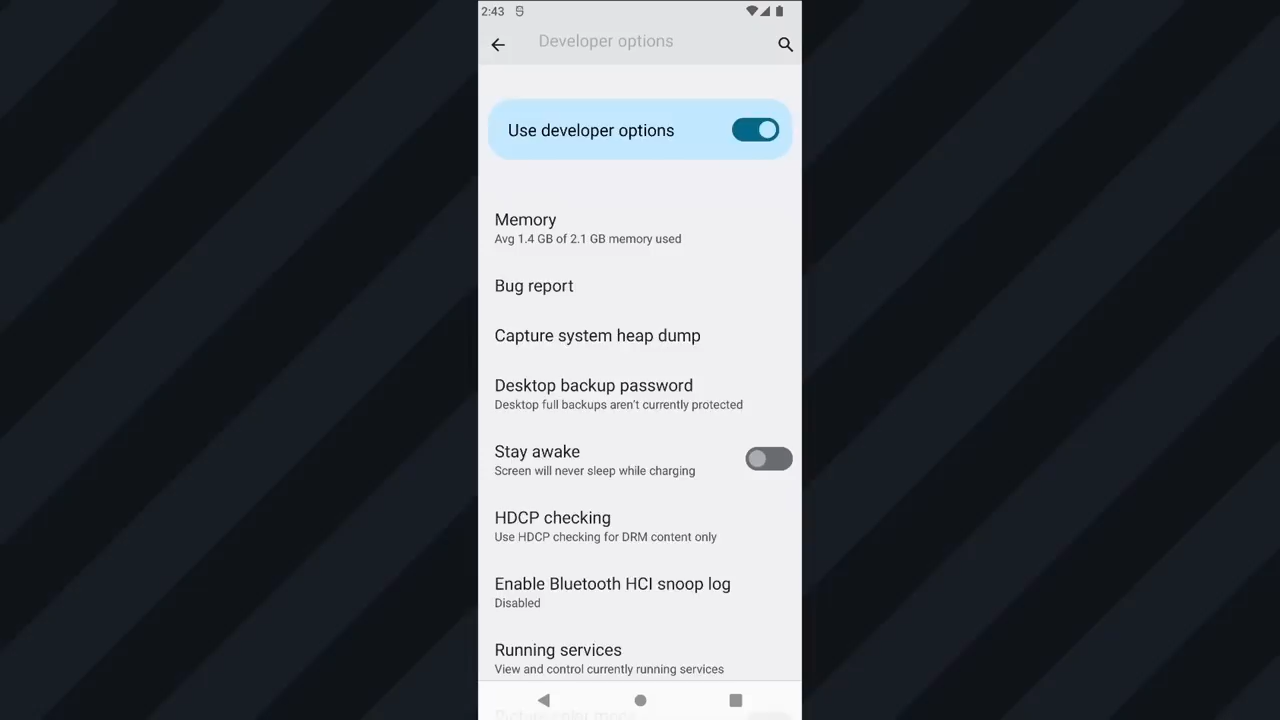 2:43
Developer options
Use developer options
Memory
Avg 1.4 GB of 2.1 GB memory used
Bug report
Capture system heap dump
Desktop backup password
Desktop full backups aren't currently protected
Stay awake
Screen will never sleep while charging
HDCP checking
Use HDCP checking for DRM content only
Enable Bluetooth HCI snoop log
Disabled
Running services
View and control currently running services